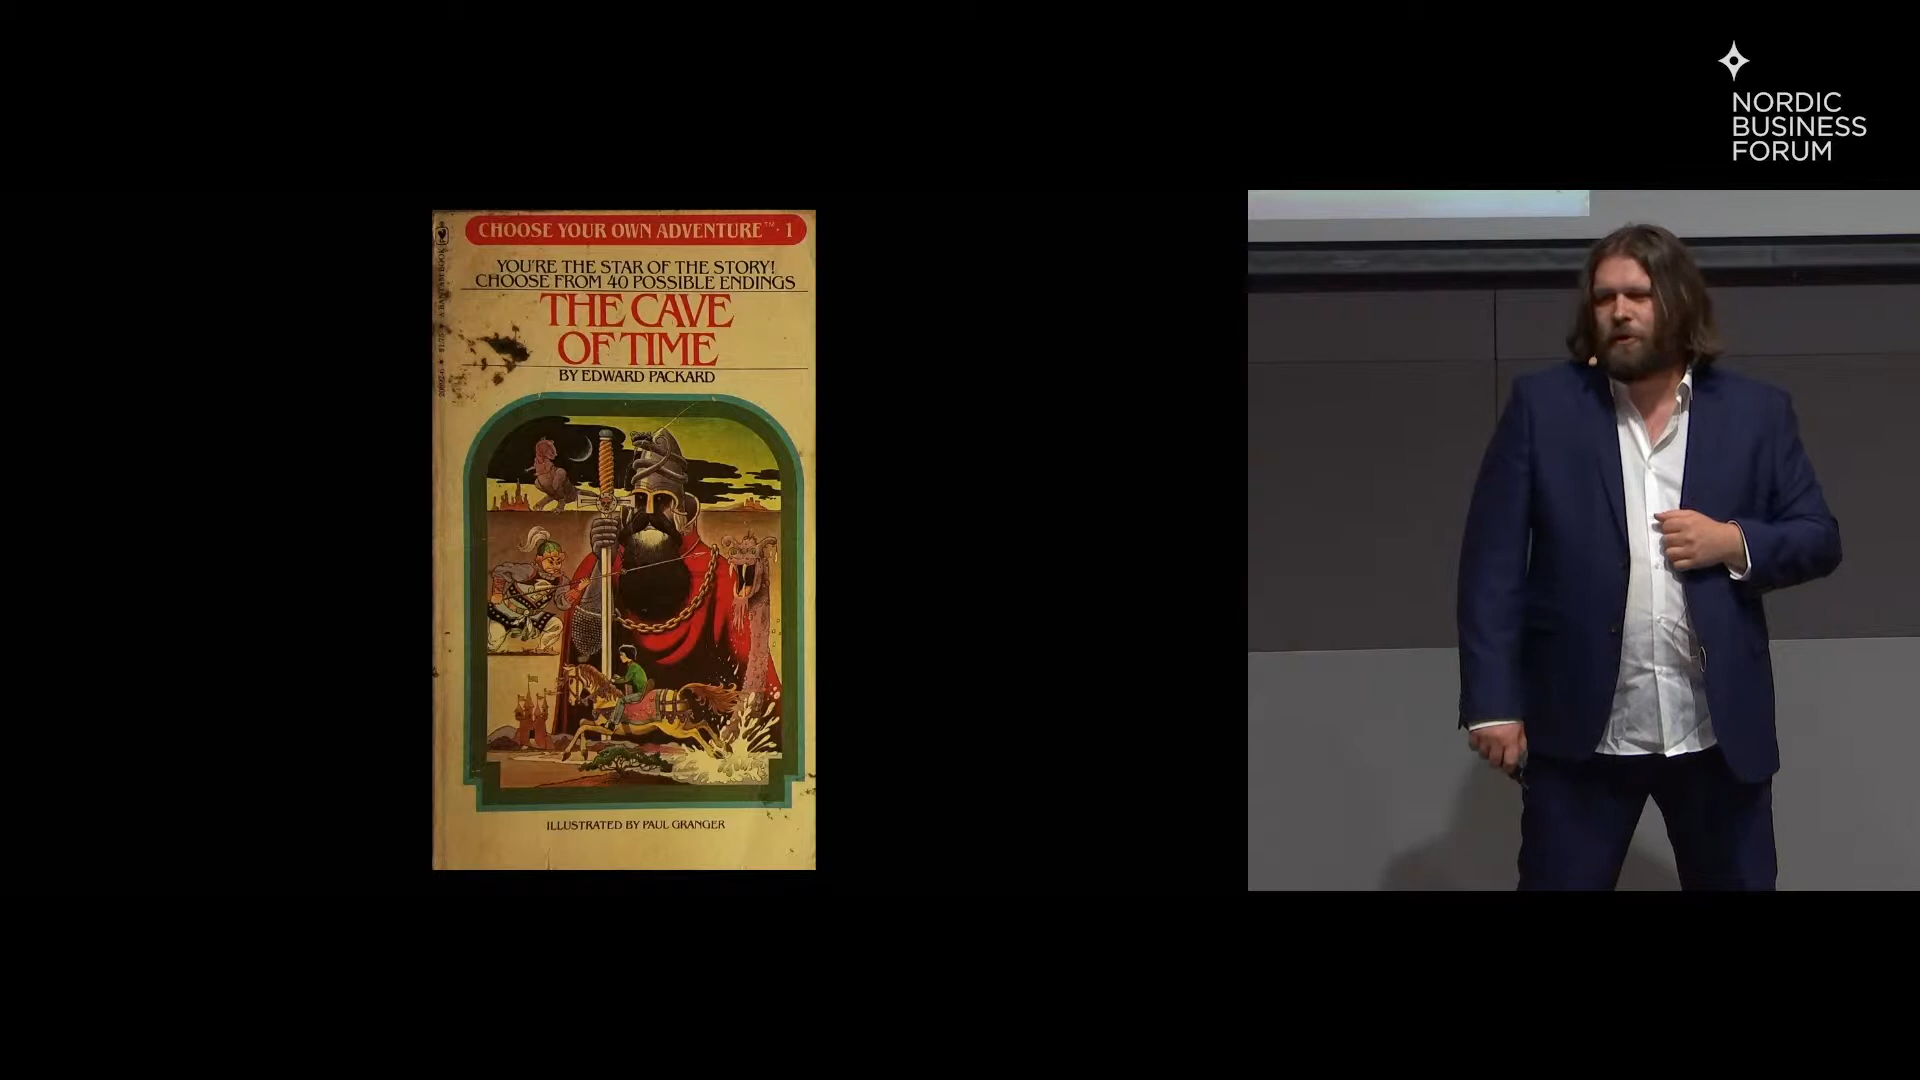 NORDIC
BUSINESS
FORUM
CHOOSE YOUR OWN ADVENTURE™· 1
YOU'RE THE STAR OF THE STORY!
CHOOSE FROM 40 POSSIBLE ENDINGS
THE CAVE
OF TIME
BY EDWARD PACKARD
ILLUSTRATED BY PAUL GRANGER